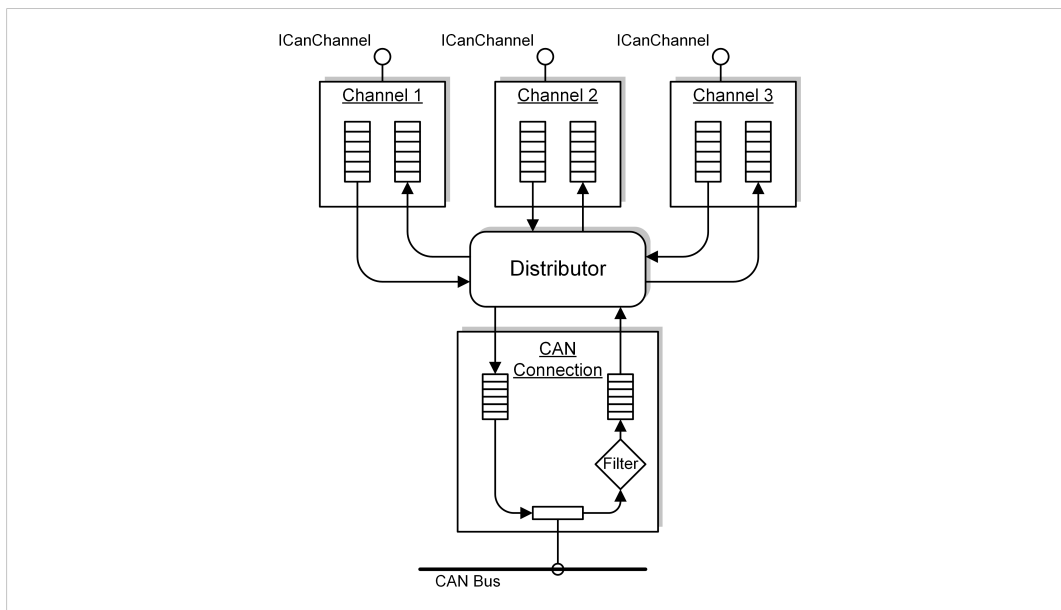 ICanChannel
ICanChannel
ICanChannel
Channel 1
Channel 2
Channel 3
Distributor
CAN
Connection
Filter
CAN Bus